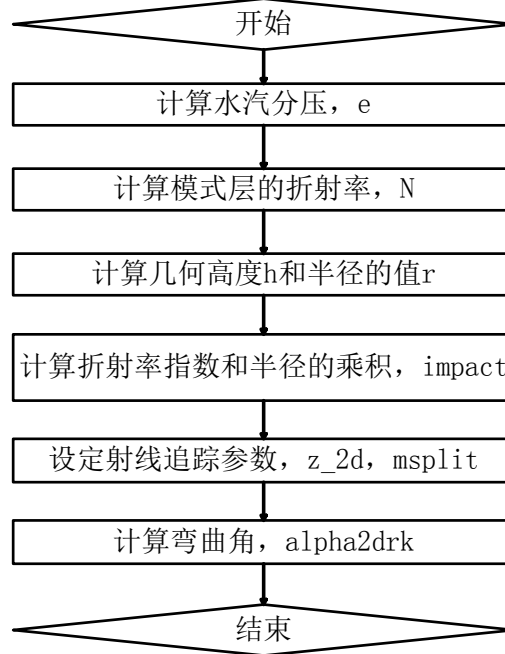 开始
计算水汽分压，e
计算模式层的折射率，N
计算几何高度h和半径的值r
计算折射率指数和半径的乘积，impact
设定射线追踪参数，z_2d，msplit
计算弯曲角，alpha2drk
结束